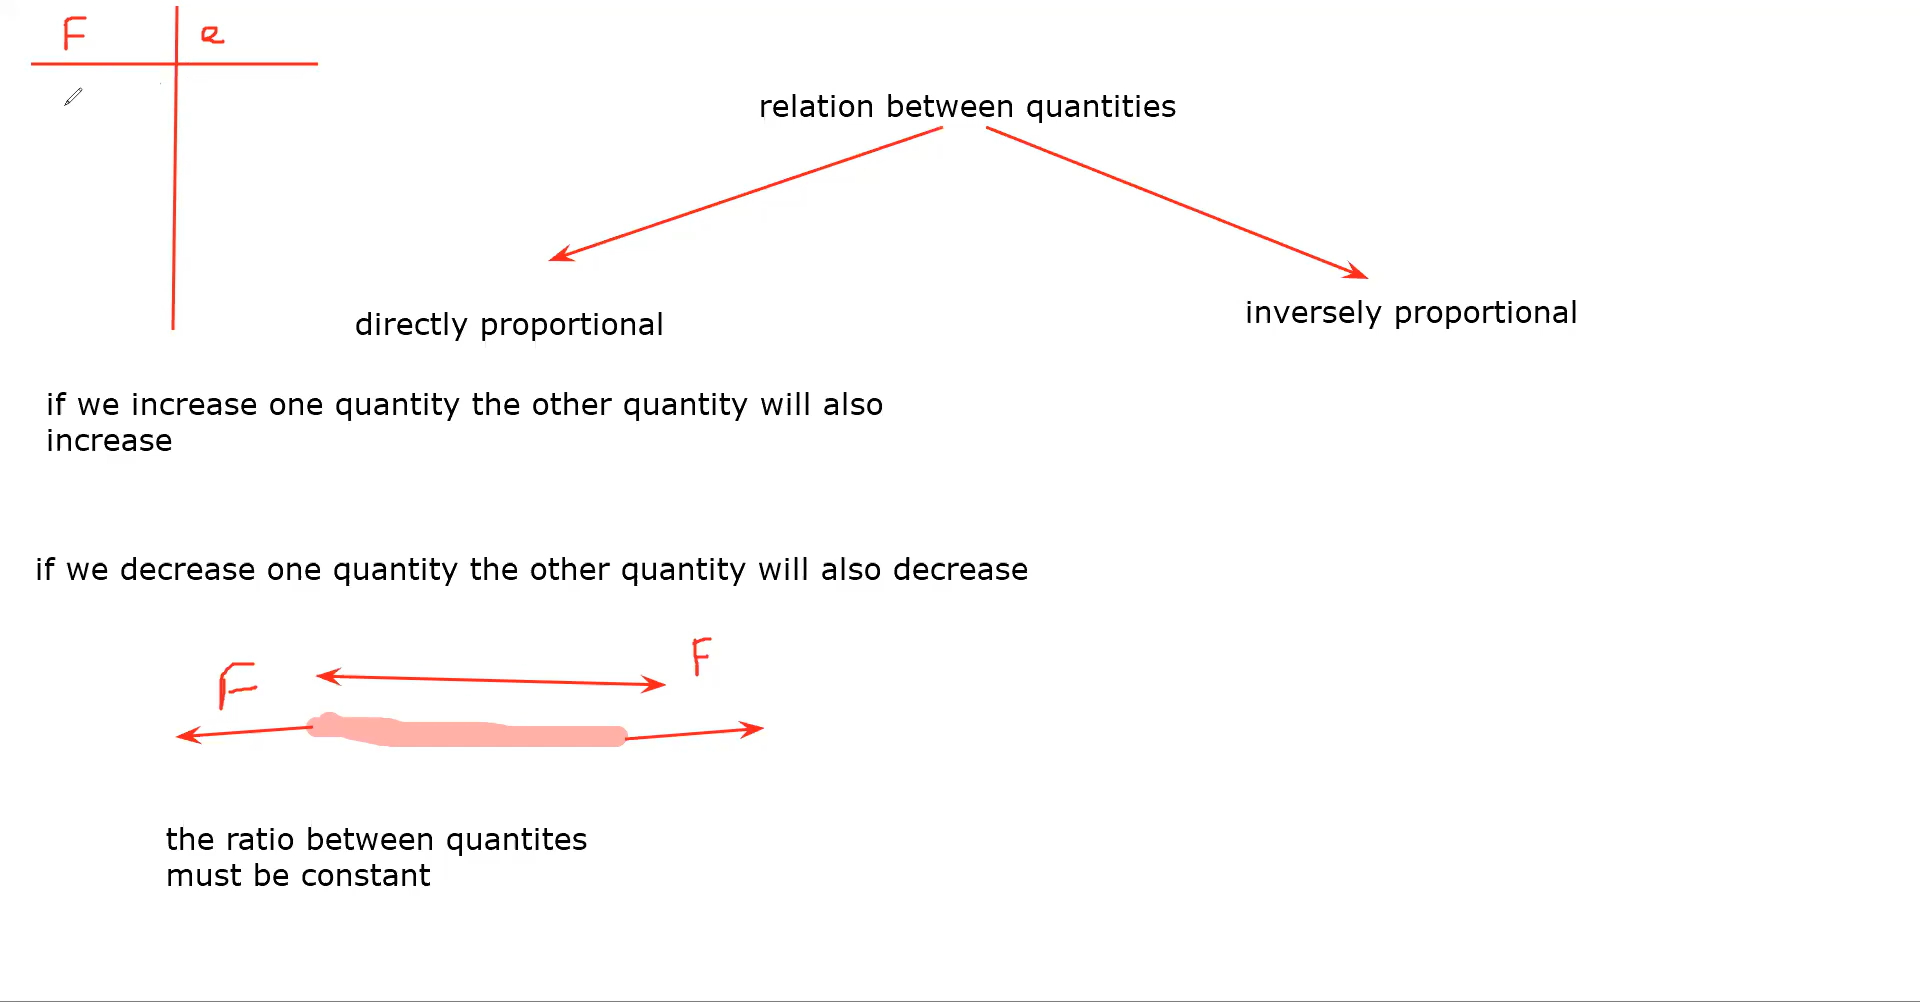 F e
relation between quantities
directly proportional
inversely proportional
if we increase one quantity the other quantity will also
increase
if we decrease one quantity the other quantity will also decrease
F
F
the ratio between quantites
must be constant